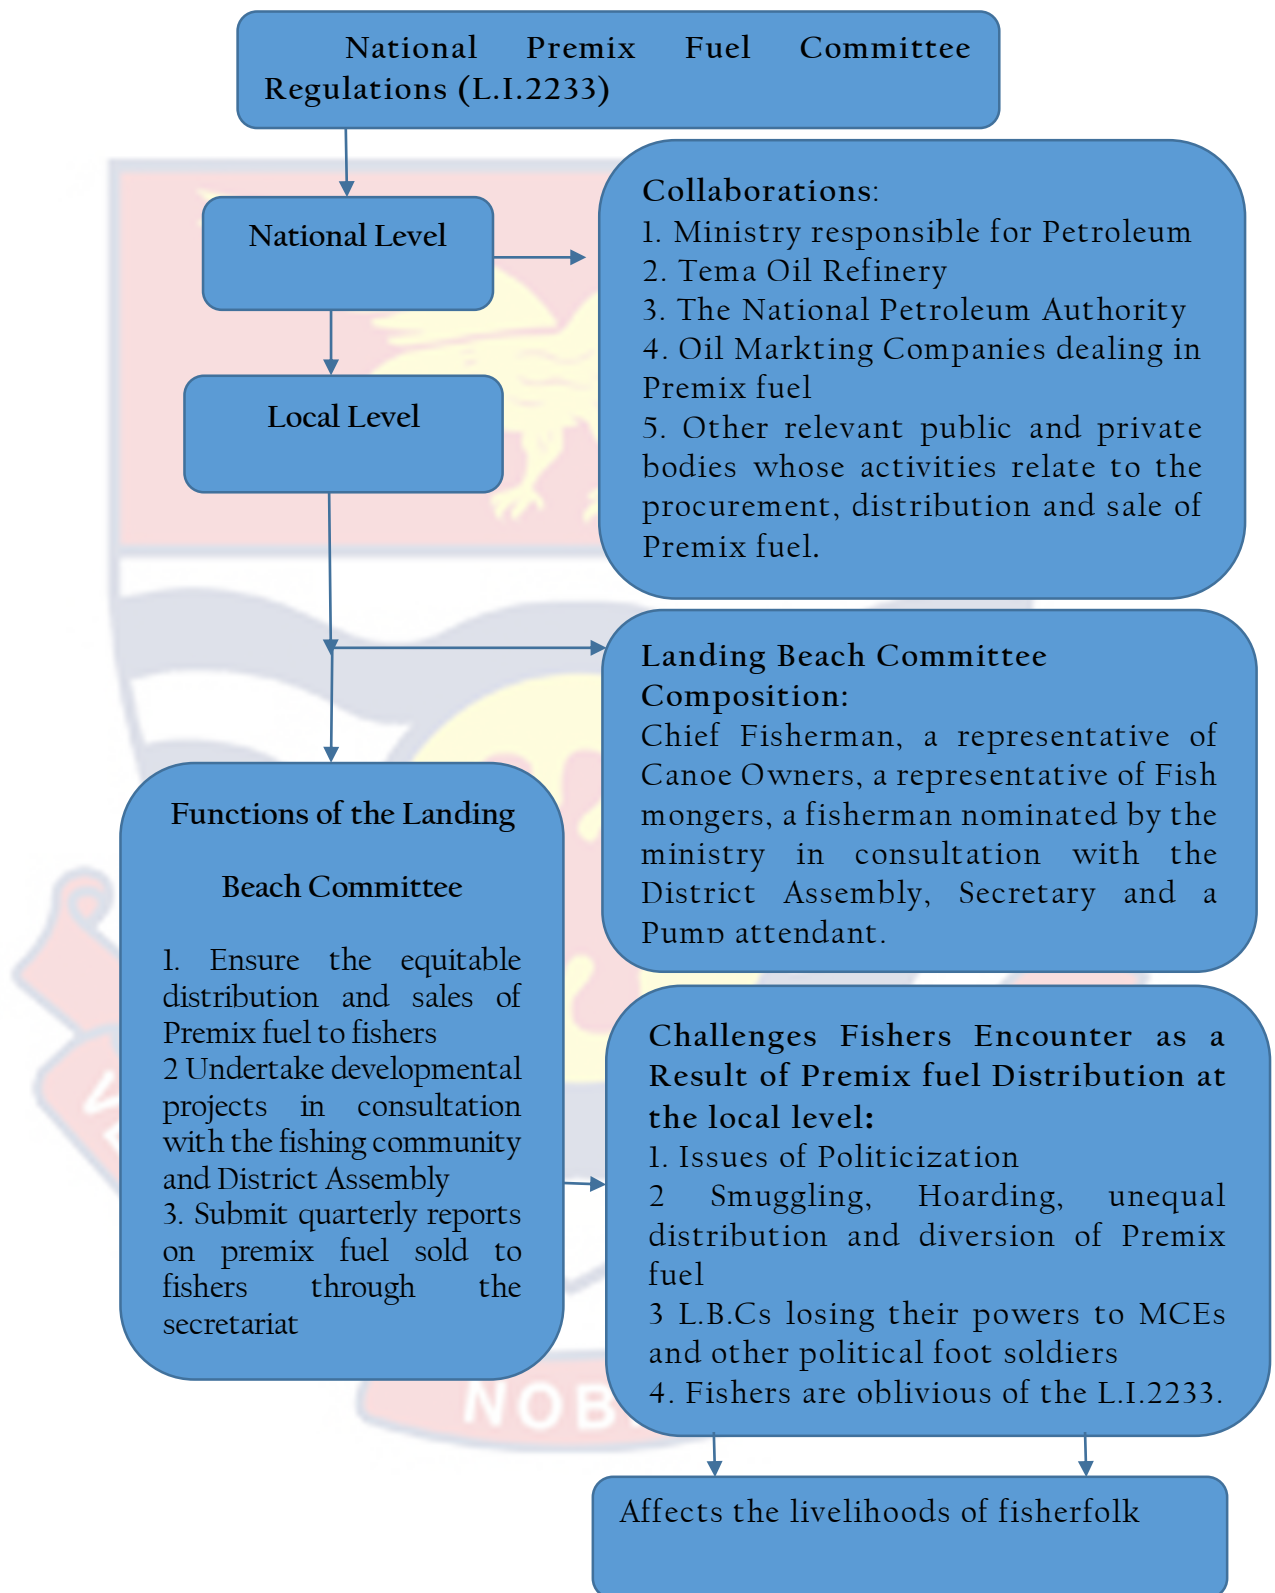 National Premix Fuel Committee
Regulations (L.I.2233)
National Level
Collaborations:
1. Ministry responsible for Petroleum
2. Tema Oil Refinery
3. The National Petroleum Authority
4. Oil Markting Companies dealing in
Premix fuel
5. Other relevant public and private
bodies whose activities relate to the
procurement, distribution and sale of
Premix fuel.
Local Level
Landing Beach Committee
Composition:
Chief Fisherman, a representative of
Canoe Owners, a representative of Fish
mongers, a fisherman nominated by the
ministry in consultation with the
District Assembly, Secretary and a
Pump attendant.
Functions of the Landing
Beach Committee
1. Ensure the equitable
distribution and sales of
Premix fuel to fishers
2 Undertake developmental
projects in consultation
with the fishing community
and District Assembly
3. Submit quarterly reports
on premix fuel sold to
fishers through the
secretariat
Challenges Fishers Encounter as a
Result of Premix fuel Distribution at
the local level:
1. Issues of Politicization
2 Smuggling, Hoarding, unequal
distribution and diversion of Premix
fuel
3 L.B.Cs losing their powers to MCEs
and other political foot soldiers
4. Fishers are oblivious of the L.I.2233.
Affects the livelihoods of fisherfolk
NOB